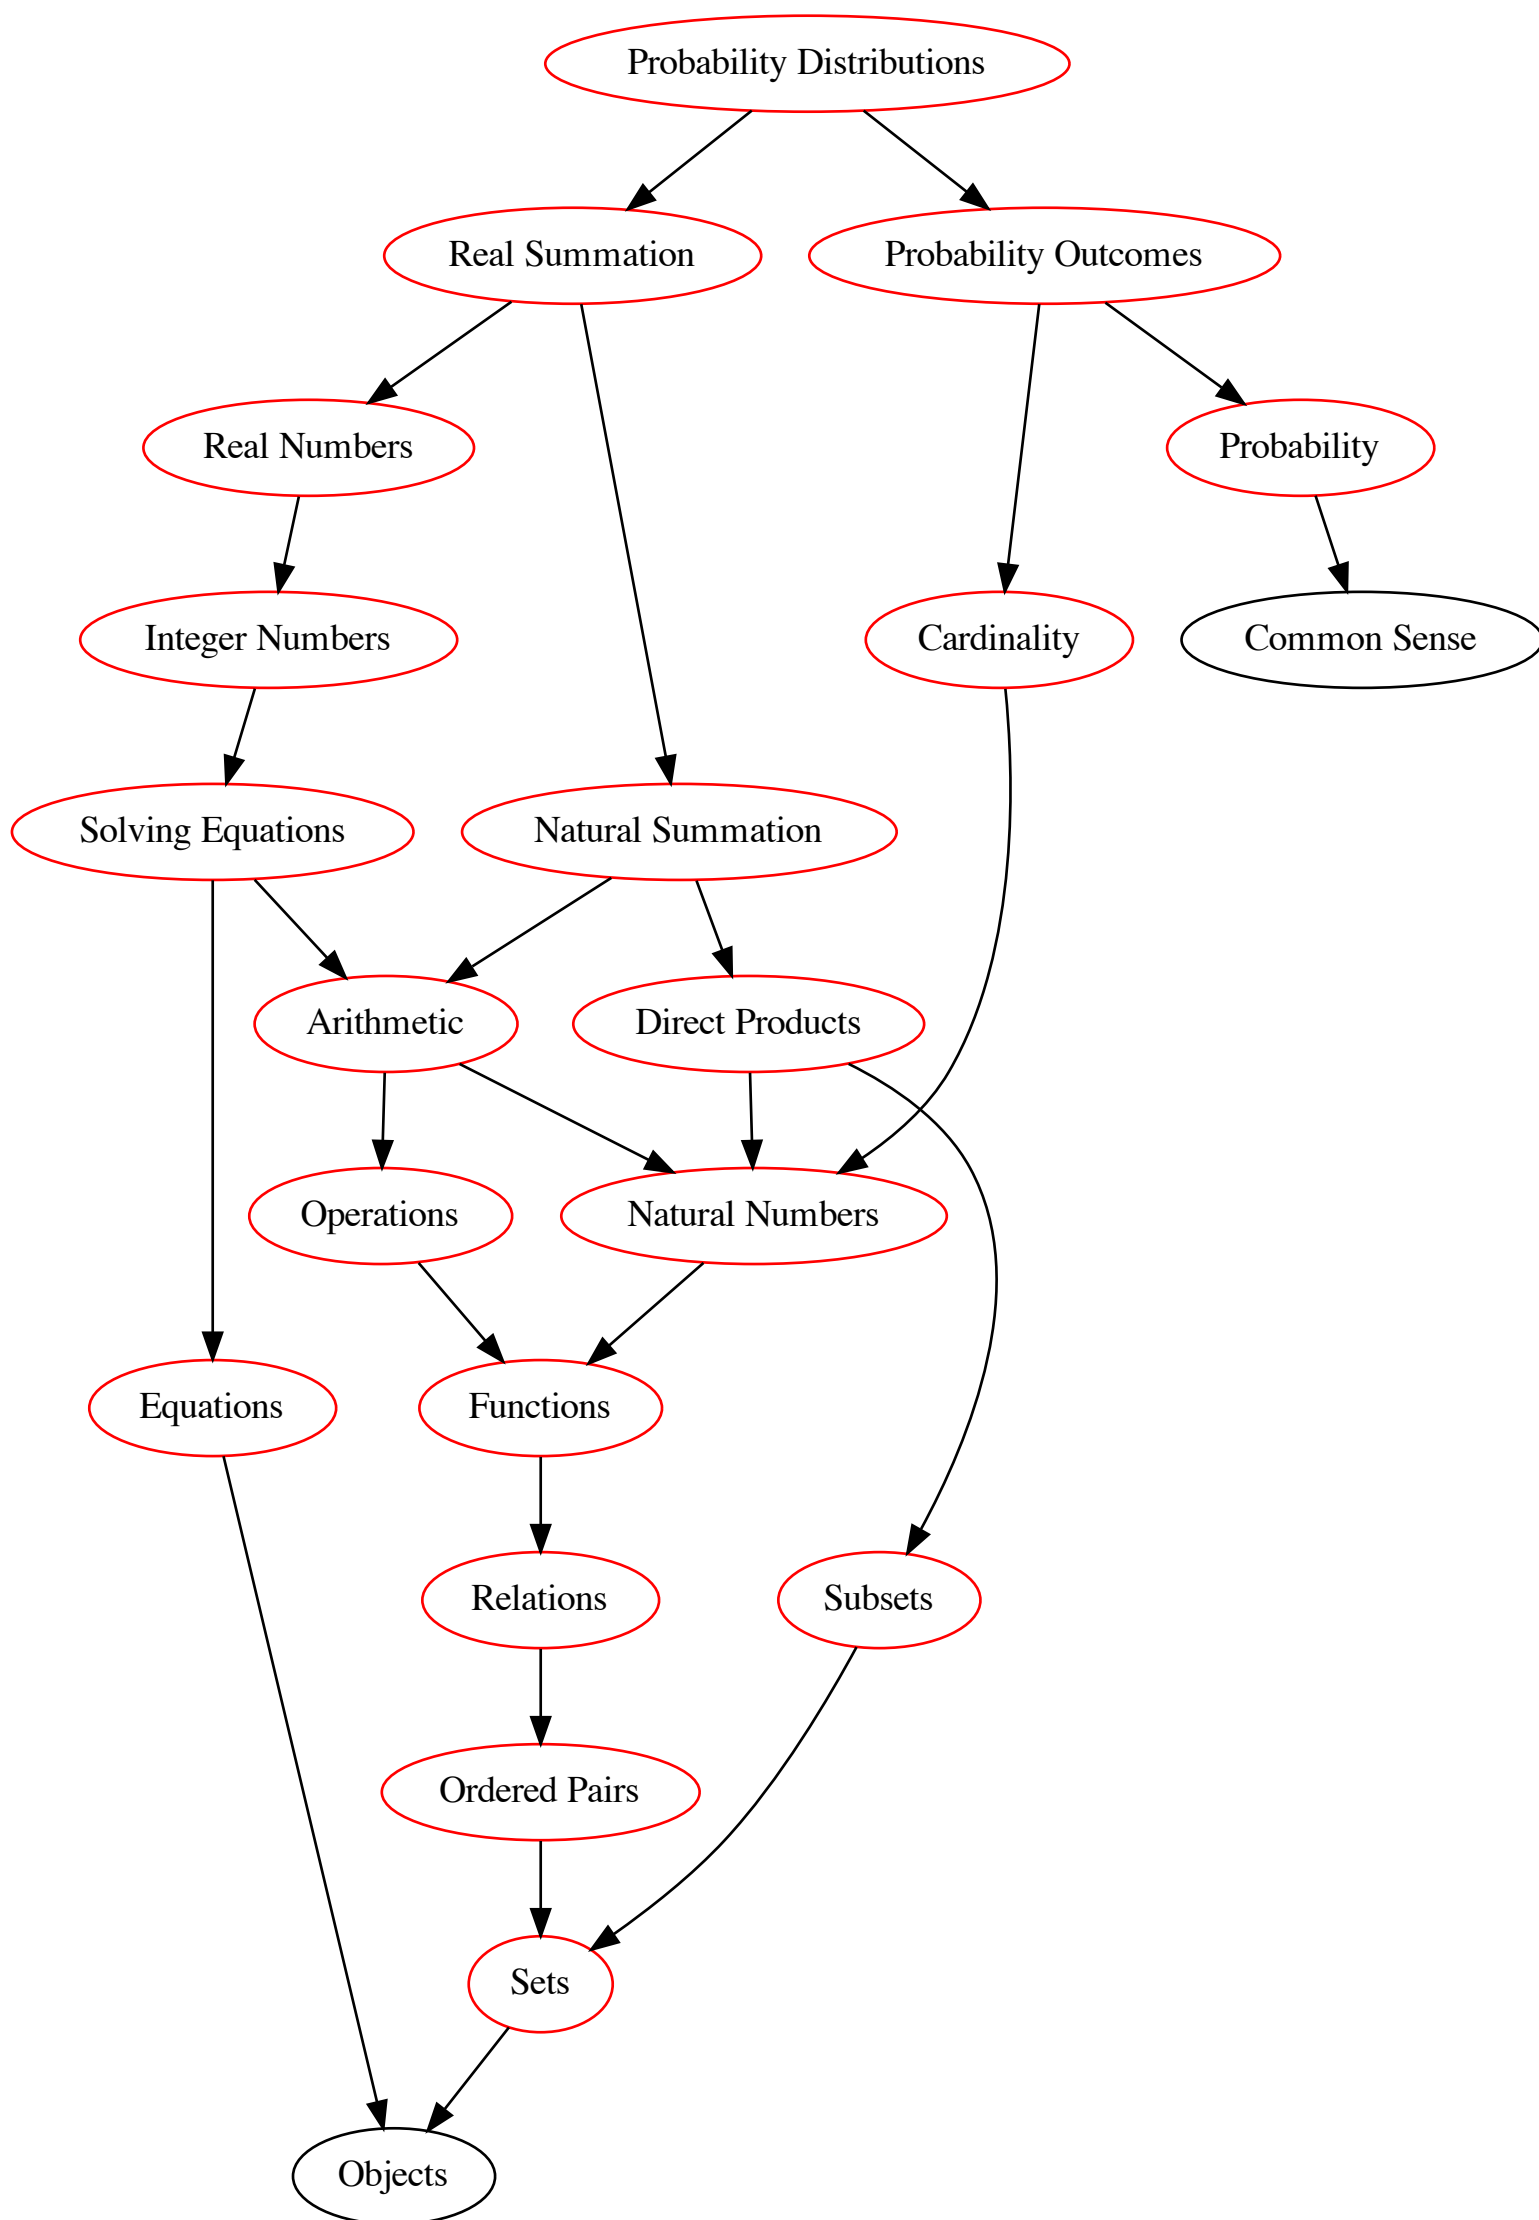 Probability Distributions
Real Summation
Probability Outcomes
Real Numbers
Probability
Integer Numbers
Cardinality
Common Sense
Solving Equations
Natural Summation
Arithmetic
Direct Products
Operations
Natural Numbers
Equations
Functions
Relations
Subsets
Ordered Pairs
Sets
Objects